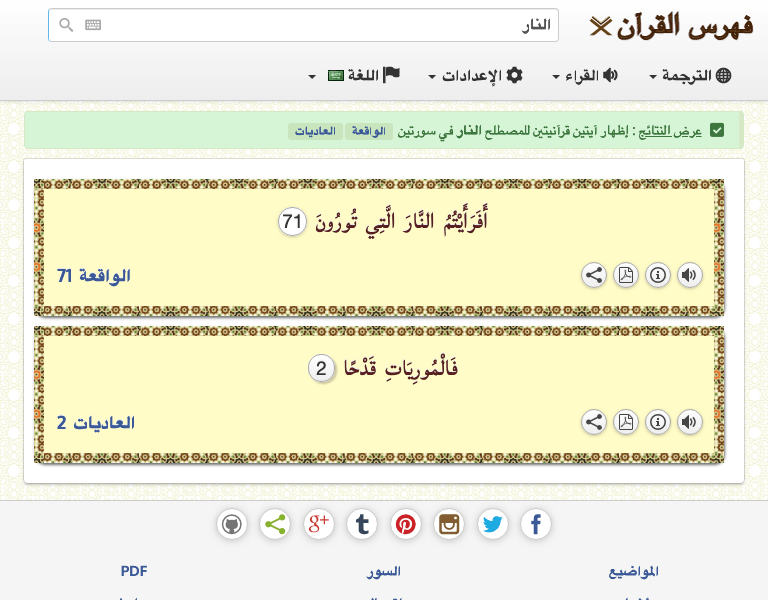 فهرس القرآن
النار
الترجمة القراء الإعدادات اللغة
عرض النتائج : إظهار آيتين قرآنيتين للمصطلح النار في سورتين الواقعة العاديات
أَفَرَأَيْتُمُ النَّارَ الَّتِي تُورُونَ 71
الواقعة 71
فَالْمُورِيَاتِ قَدْحًا 2
العاديات 2
المواضيع السور PDF